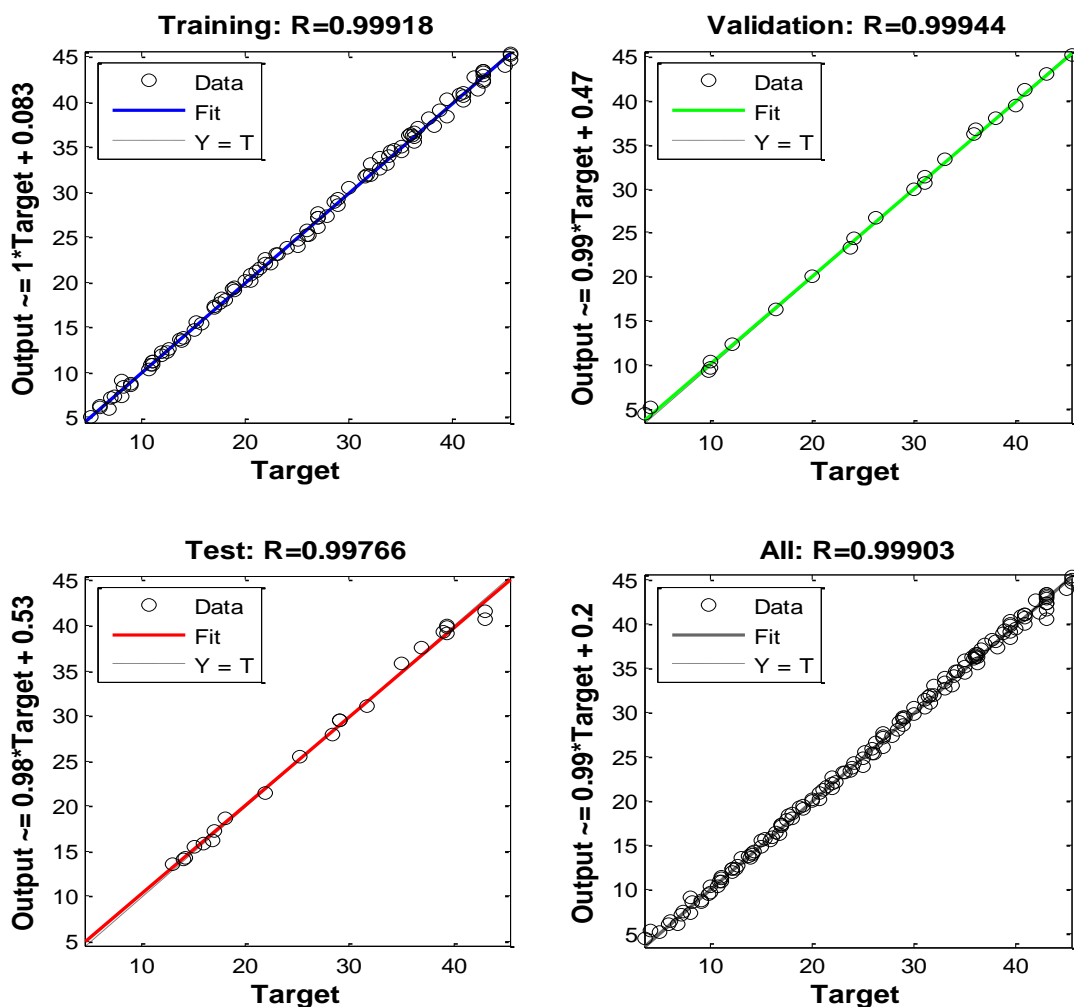 Training: R=0.99918
Output ~= 1*Target + 0.083
45
40
35
30
25
20
15
10
5
Data
Fit
Y = T
10
20
30
40
Target
Validation: R=0.99944
Output ~= 0.99*Target + 0.47
45
40
35
30
25
20
15
10
5
Data
Fit
Y = T
10
20
30
40
Target
Test: R=0.99766
Output ~= 0.98*Target + 0.53
45
40
35
30
25
20
15
10
5
Data
Fit
Y = T
10
20
30
40
Target
All: R=0.99903
Output ~= 0.99*Target + 0.2
45
40
35
30
25
20
15
10
5
Data
Fit
Y = T
10
20
30
40
Target